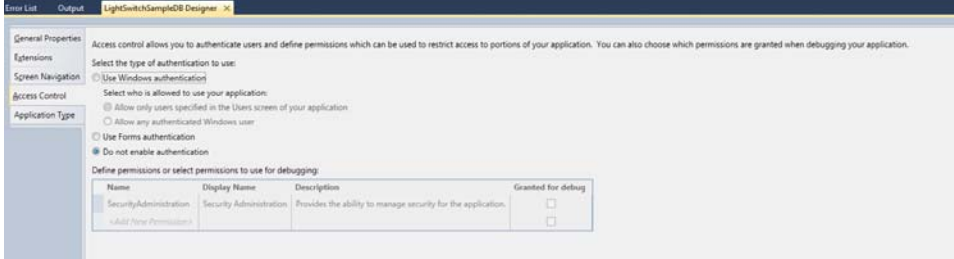 Error List Output LightSwitchSampleDB Designer ×
General Properties
Extensions
Screen Navigation
Access Control
Application Type
Access control allows you to authenticate users and define permissions which can be used to restrict access to portions of your application. You can also choose which permissions are granted when debugging your application.
Select the type of authentication to use:
Use Windows authentication
Select who is allowed to use your application:
Allow only users specified in the Users screen of your application
Allow any authenticated Windows user
Use Forms authentication
Do not enable authentication
Define permissions or select permissions to use for debugging:
Name Display Name Description Granted for debug
SecurityAdministration Security Administration Provides the ability to manage security for the application.
<Add New Permission>